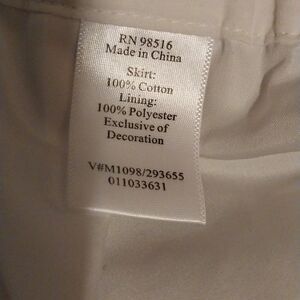 RN 98516
Made in China
Skirt:
100% Cotton
Lining:
100% Polyester
Exclusive of
Decoration
V#M1098/293655
011033631